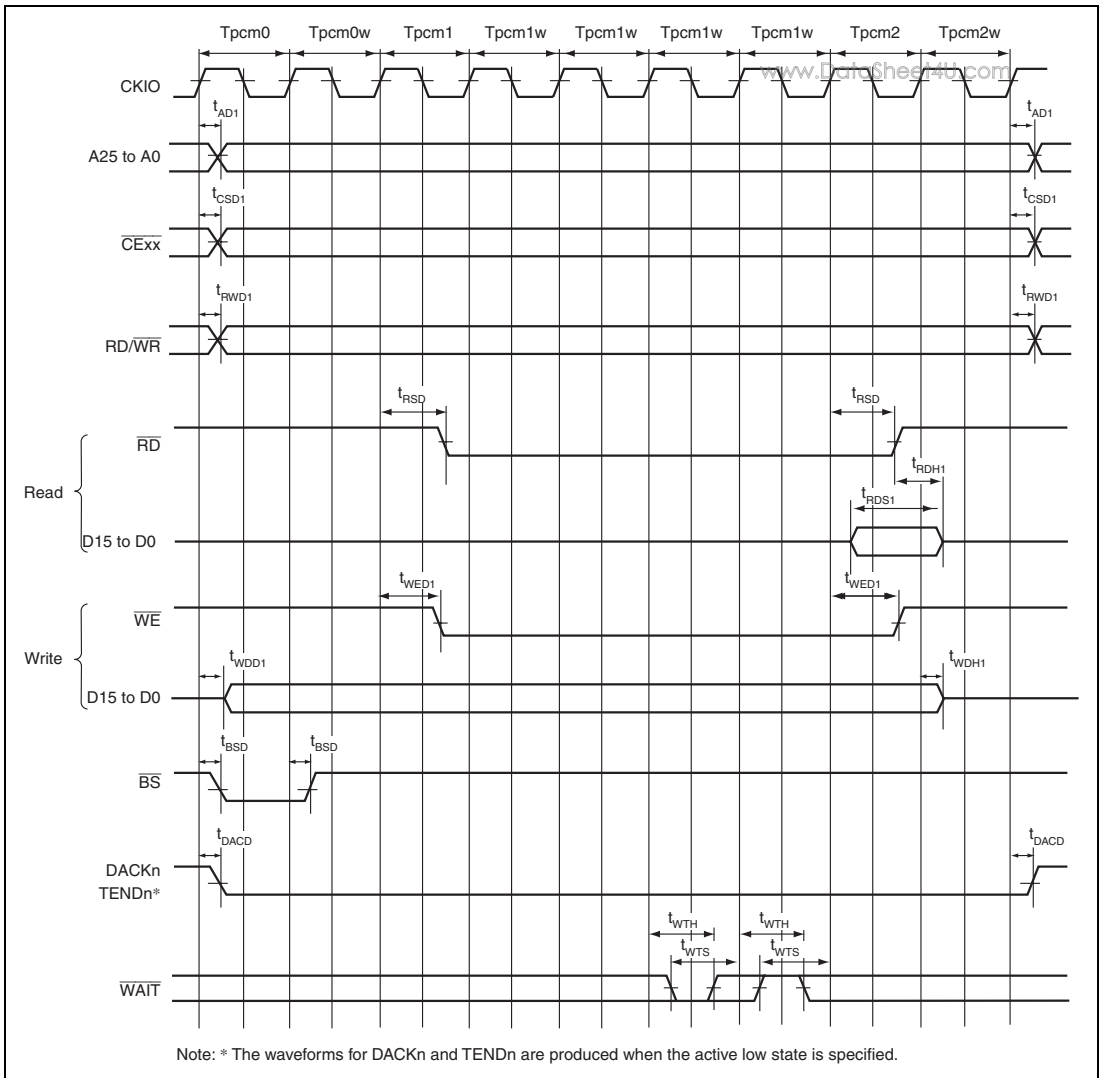 Tpcm0 Tpcm0w Tpcm1 Tpcm1w Tpcm1w Tpcm1w Tpcm1w Tpcm2 Tpcm2w
www.DataSheet4U.com
CKIO
tAD1 tAD1
A25 to A0
tCSD1 tCSD1
CExx
tRWD1 tRWD1
RD/WR
tRSD tRSD
RD
tRDH1
Read
tRDS1
D15 to D0
tWED1 tWED1
WE
Write
tWDD1 tWDH1
D15 to D0
tBSD tBSD
BS
tDACD tDACD
DACKn
TENDn*
tWTH tWTH
tWTS tWTS
WAIT
Note: * The waveforms for DACKn and TENDn are produced when the active low state is specified.